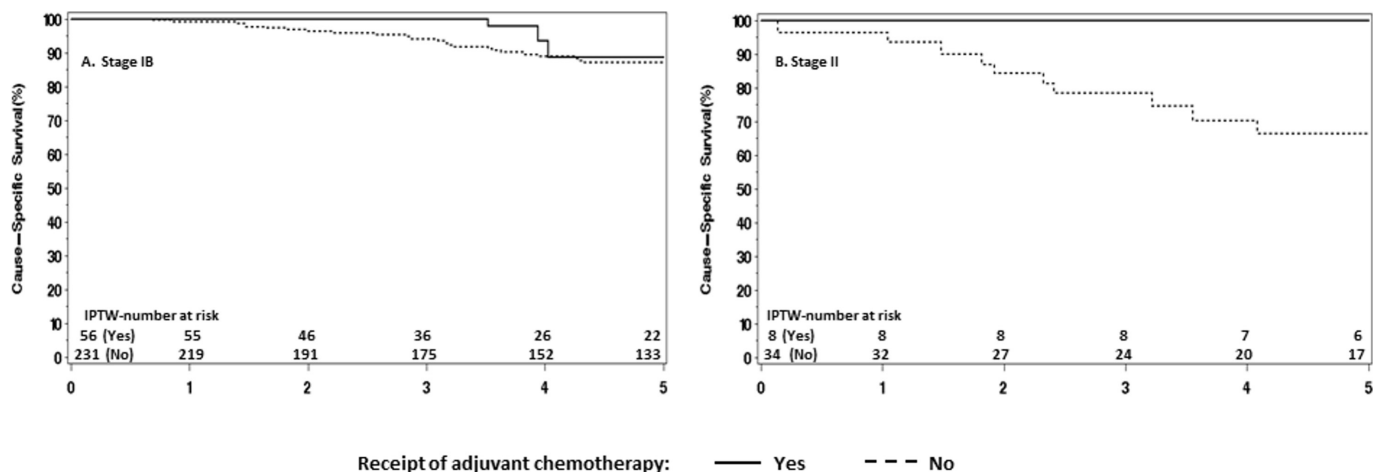 Cause–Specific Survival(%)
100
90
80
70
60
50
40
30
20
10
0
A. Stage IB
IPTW-number at risk
56 (Yes) 55 46 36 26 22
231 (No) 219 191 175 152 133
0 1 2 3 4 5
Cause–Specific Survival(%)
100
90
80
70
60
50
40
30
20
10
0
B. Stage II
IPTW-number at risk
8 (Yes) 8 8 8 7 6
34 (No) 32 27 24 20 17
0 1 2 3 4 5
Receipt of adjuvant chemotherapy: Yes No